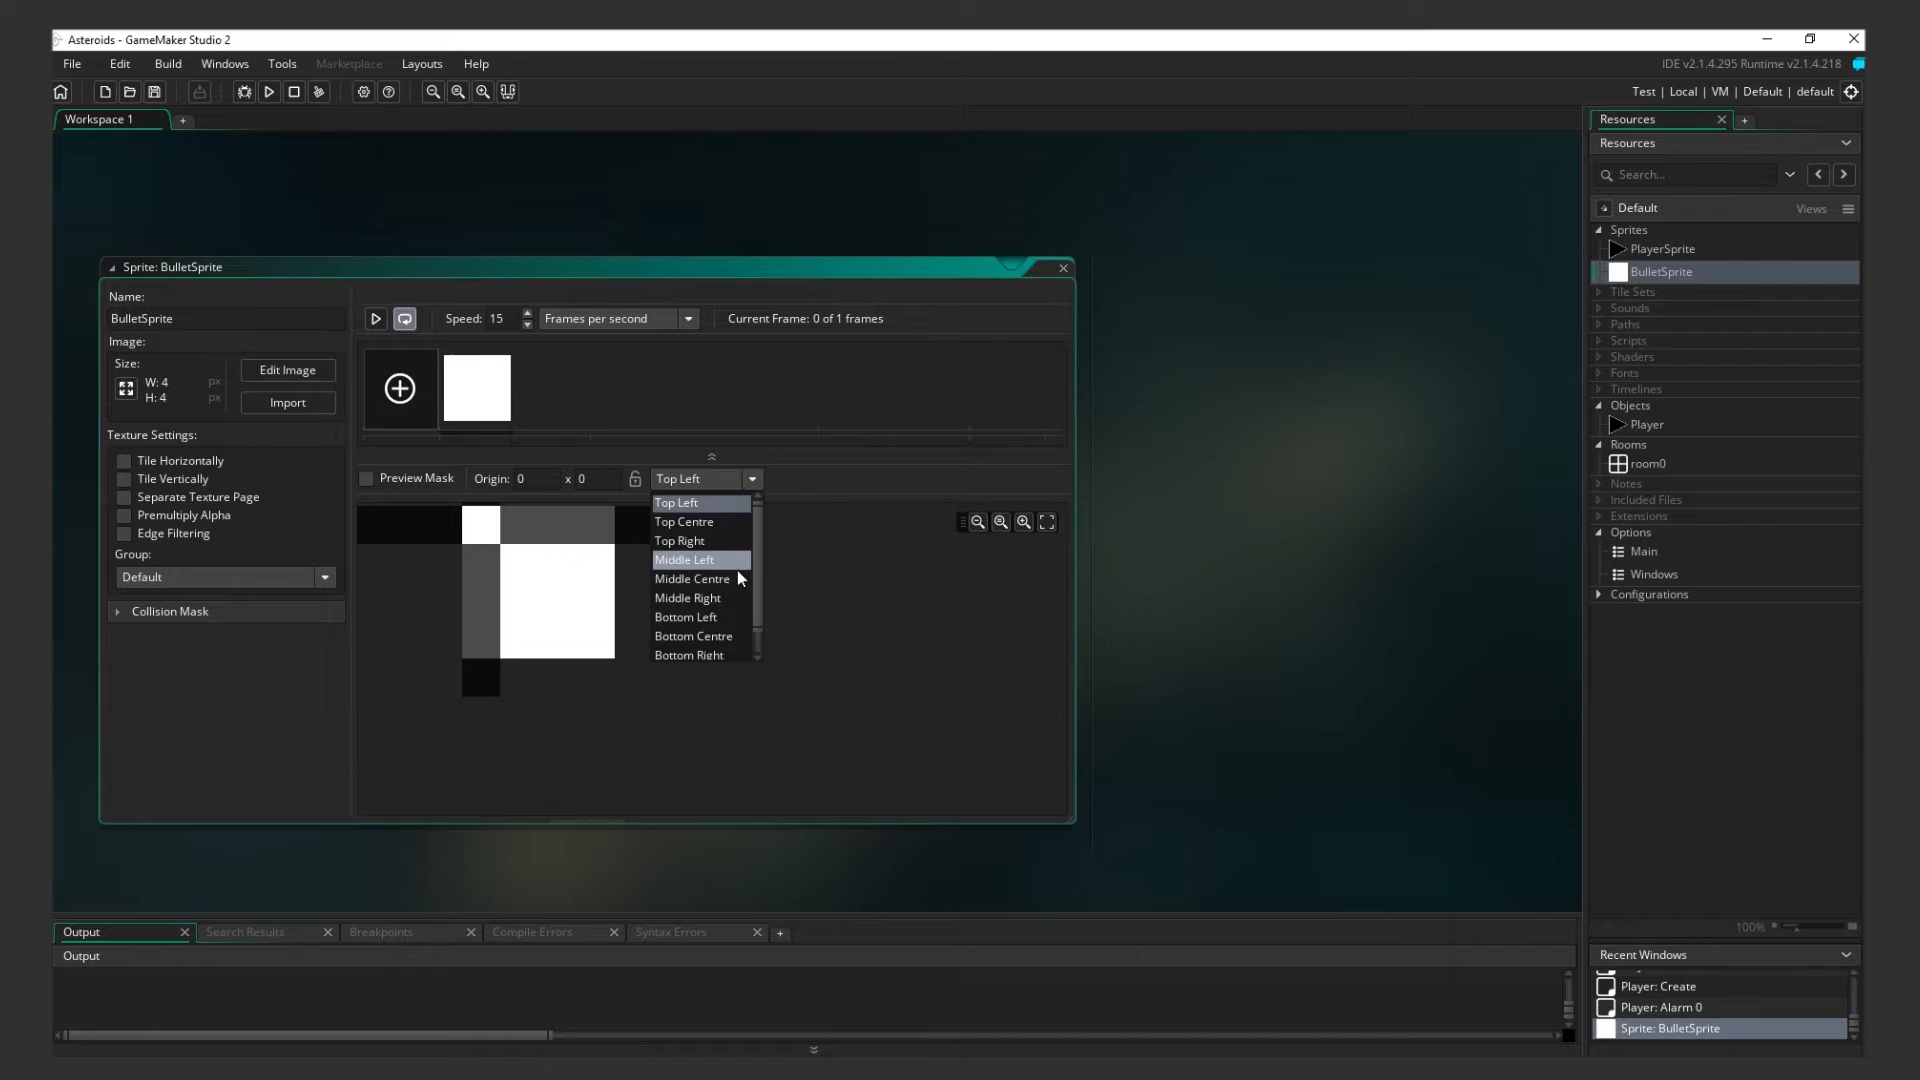 Asteroids - GameMaker Studio 2
File Edit Build Windows Tools Marketplace Layouts Help
IDE v2.1.4.295 Runtime v2.1.4.218
Test | Local | VM | Default | default
Workspace 1
Resources
Resources
Search...
Default Views
Sprites
PlayerSprite
BulletSprite
Tile Sets
Sounds
Paths
Scripts
Shaders
Fonts
Timelines
Objects
Player
Rooms
room0
Notes
Included Files
Extensions
Options
Main
Windows
Configurations
100%
Sprite: BulletSprite
Name:
BulletSprite
Image:
Size:
W: 4 px
H: 4 px
Edit Image
Import
Texture Settings:
Tile Horizontally
Tile Vertically
Separate Texture Page
Premultiply Alpha
Edge Filtering
Group:
Default
Collision Mask
Speed: 15 Frames per second Current Frame: 0 of 1 frames
Preview Mask Origin: 0 x 0 Top Left
Top Left
Top Centre
Top Right
Middle Left
Middle Centre
Middle Right
Bottom Left
Bottom Centre
Bottom Right
Output Search Results Breakpoints Compile Errors Syntax Errors
Output
Recent Windows
Player: Create
Player: Alarm 0
Sprite: BulletSprite